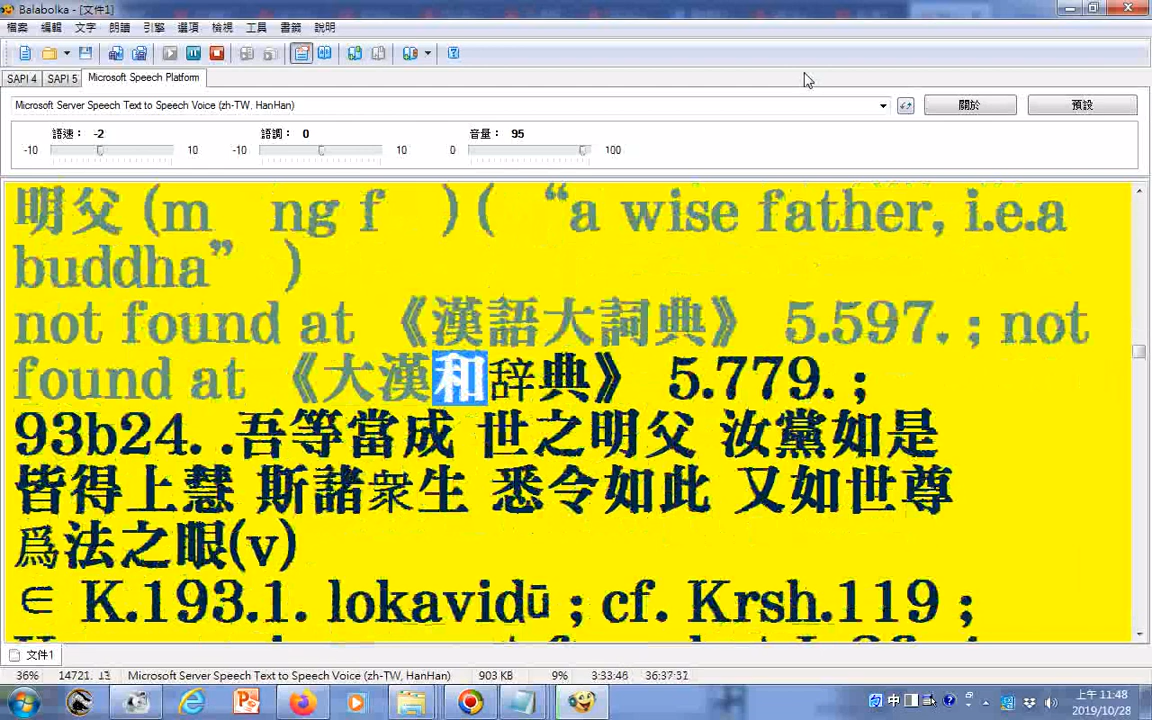 Balabolka - [文件1]
檔案 編輯 文字 朗讀 引擎 選項 檢視 工具 書籤 說明
SAPI 4 SAPI 5 Microsoft Speech Platform
Microsoft Server Speech Text to Speech Voice (zh-TW, HanHan) 關於 預設
語速： -2 語調： 0 音量： 95
-10 10 -10 10 0 100
明父 (m ng f ) ( “a wise father, i.e.a
buddha” )
not found at 《漢語大詞典》 5.597. ; not
found at 《大漢和辞典》 5.779. ;
93b24. .吾等當成 世之明父 汝黨如是
皆得上慧 斯諸衆生 悉令如此 又如世尊
爲法之眼(v)
∈ K.193.1. lokavidū ; cf. Krsh.119 ;
文件1
36% 14721. 13 Microsoft Server Speech Text to Speech Voice (zh-TW, HanHan) 903 KB 9% 3:33:46 36:37:31
中
上午 11:48
2019/10/28